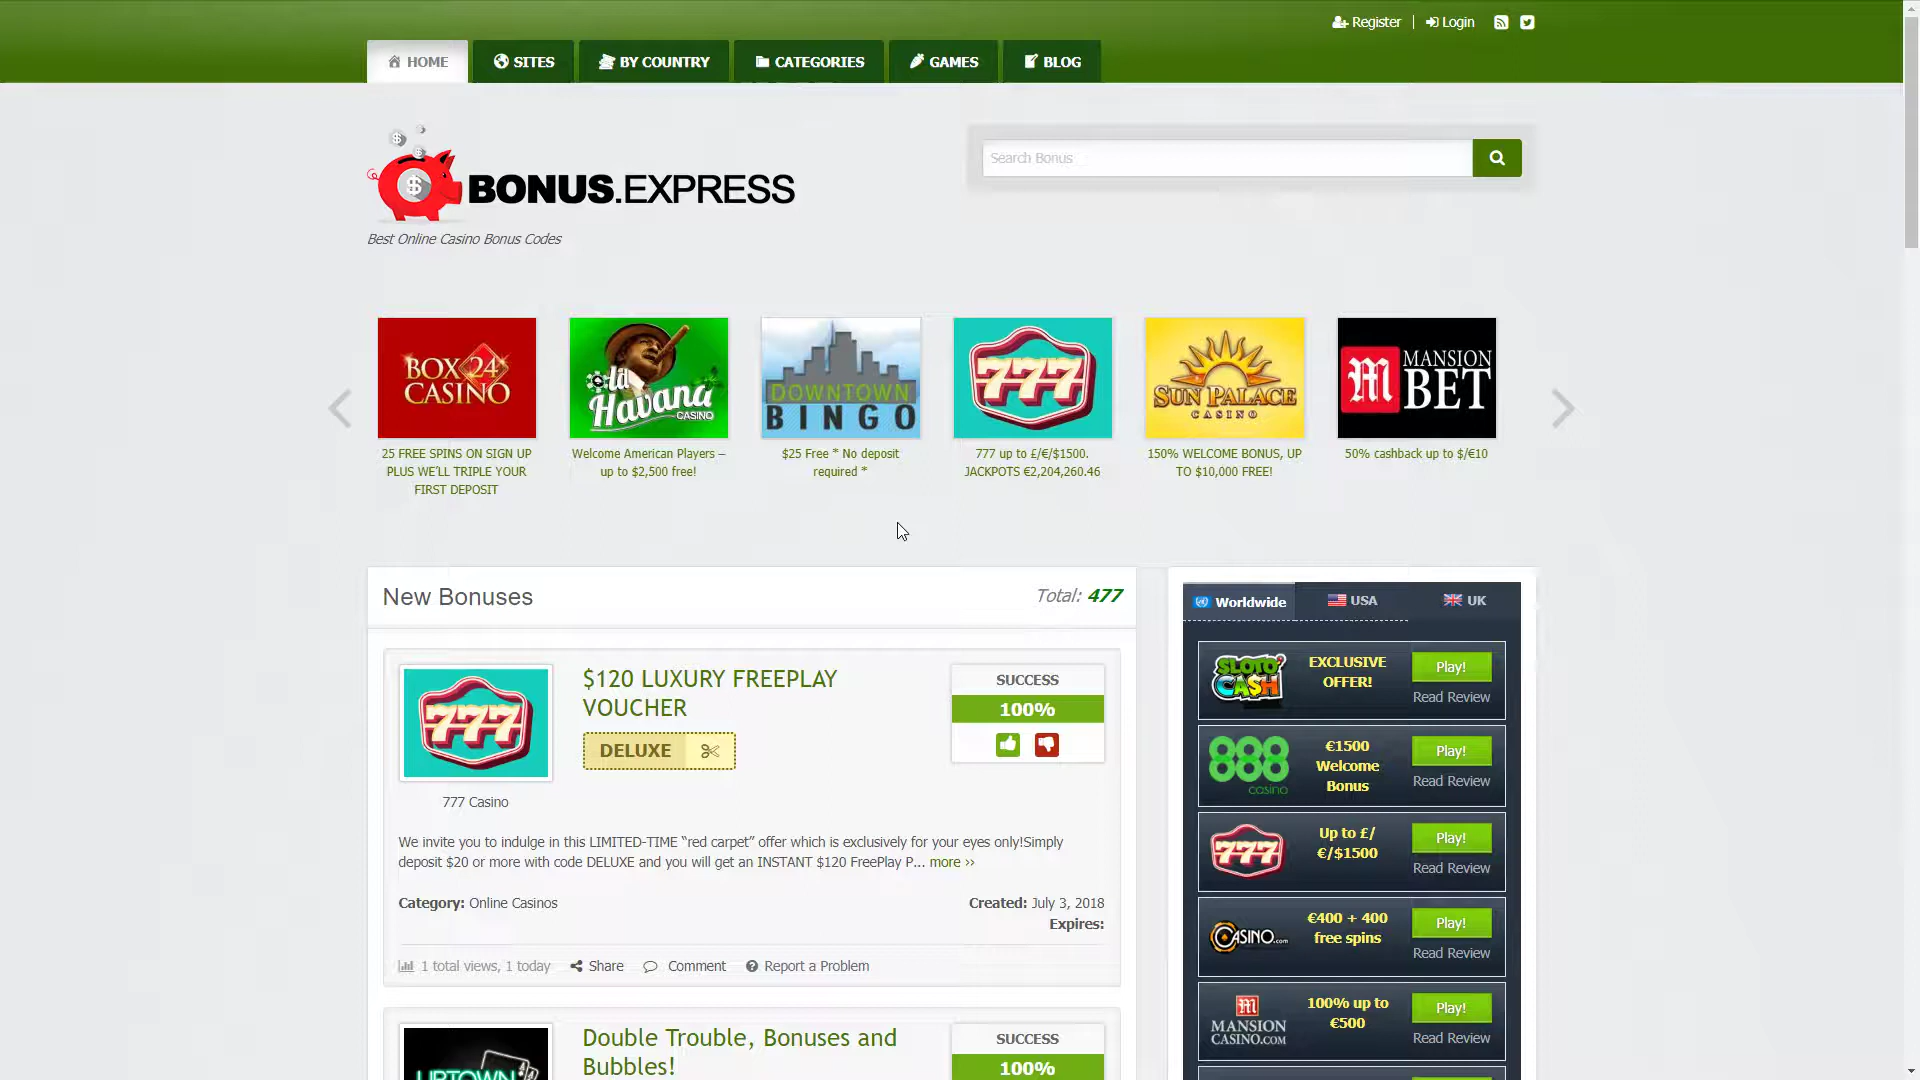 Register | Login
HOME
SITES
BY COUNTRY
CATEGORIES
GAMES
BLOG
BONUS.EXPRESS
Best Online Casino Bonus Codes
Search Bonus
BOX 24
CASINO
25 FREE SPINS ON SIGN UP
PLUS WE'LL TRIPLE YOUR
FIRST DEPOSIT
Old
Havana
CASINO
Welcome American Players –
up to $2,500 free!
DOWNTOWN
BINGO
$25 Free * No deposit
required *
777
777 up to £/€/$1500.
JACKPOTS €2,204,260.46
SUN PALACE
CASINO
150% WELCOME BONUS, UP
TO $10,000 FREE!
M MANSION
BET
50% cashback up to $/€10
New Bonuses
Total: 477
777
777 Casino
$120 LUXURY FREEPLAY
VOUCHER
DELUXE
SUCCESS
100%
We invite you to indulge in this LIMITED-TIME “red carpet” offer which is exclusively for your eyes only!Simply
deposit $20 or more with code DELUXE and you will get an INSTANT $120 FreePlay P... more ››
Category: Online Casinos
Created: July 3, 2018
Expires:
1 total views, 1 today
Share
Comment
Report a Problem
UPTOWN
Double Trouble, Bonuses and
Bubbles!
SUCCESS
100%
Worldwide
USA
UK
SLOTO
CASH
EXCLUSIVE
OFFER!
Play!
Read Review
888
casino
€1500
Welcome
Bonus
Play!
Read Review
777
Up to £/
€/$1500
Play!
Read Review
CASINO.com
€400 + 400
free spins
Play!
Read Review
M
MANSION
CASINO.COM
100% up to
€500
Play!
Read Review